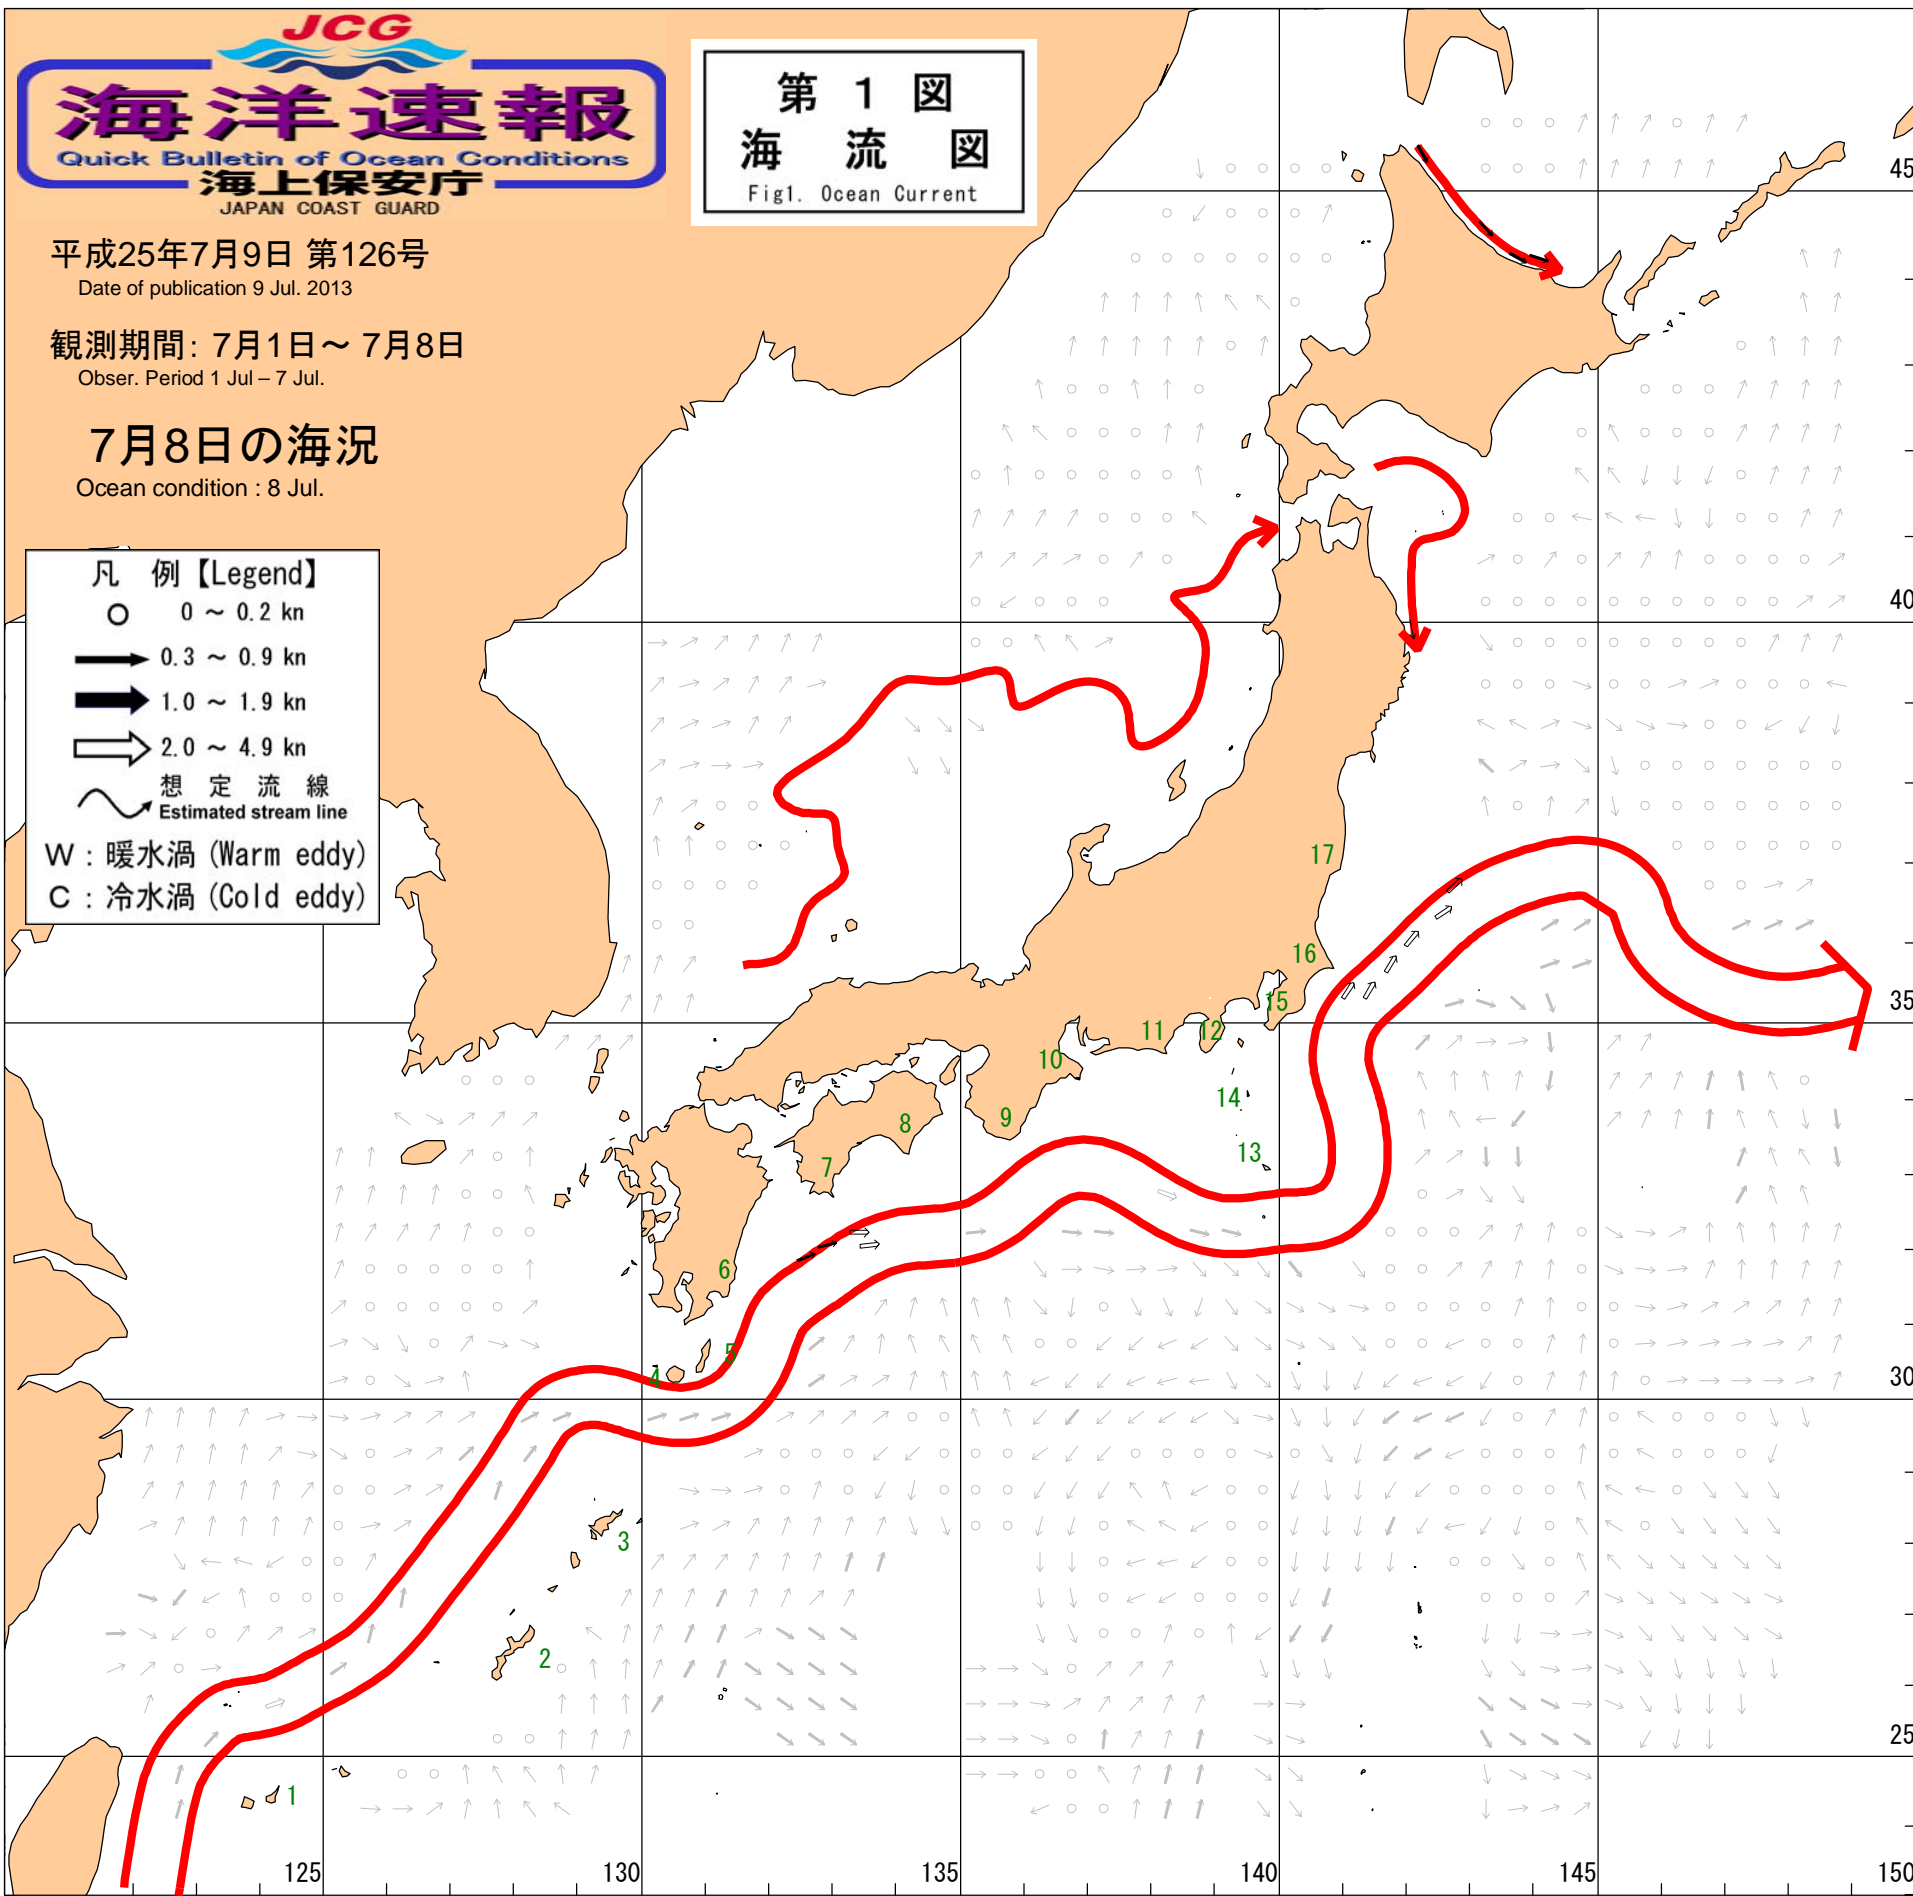 JCG
海洋速報
Quick Bulletin of Ocean Conditions
海上保安庁
JAPAN COAST GUARD
第 1 図
海 流 図
Fig1. Ocean Current
平成25年7月9日 第126号
Date of publication 9 Jul. 2013
観測期間: 7月1日~ 7月8日
Obser. Period 1 Jul – 7 Jul.
7月8日の海況
Ocean condition : 8 Jul.
凡 例【Legend】
0 ~ 0.2 kn
0.3 ~ 0.9 kn
1.0 ~ 1.9 kn
2.0 ~ 4.9 kn
想 定 流 線
Estimated stream line
W : 暖水渦 (Warm eddy)
C : 冷水渦 (Cold eddy)
45
40
35
30
25
17
16
15
12
11
10
14
13
9
8
7
6
5
4
3
2
1
125
130
135
140
145
150